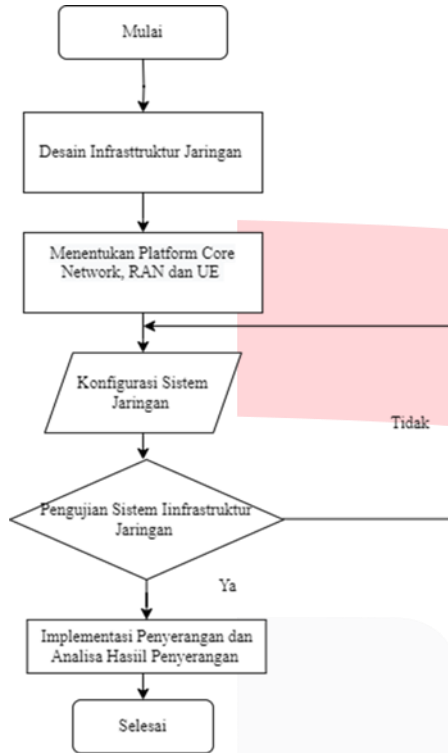 Mulai
Desain Infrasttruktur Jaringan
Menentukan Platform Core
Network, RAN dan UE
Konfigurasi Sistem
Jaringan
Tidak
Pengujian Sistem Iinfrastruktur
Jaringan
Ya
Implementasi Penyerangan dan
Analisa Hasiil Penyerangan
Selesai